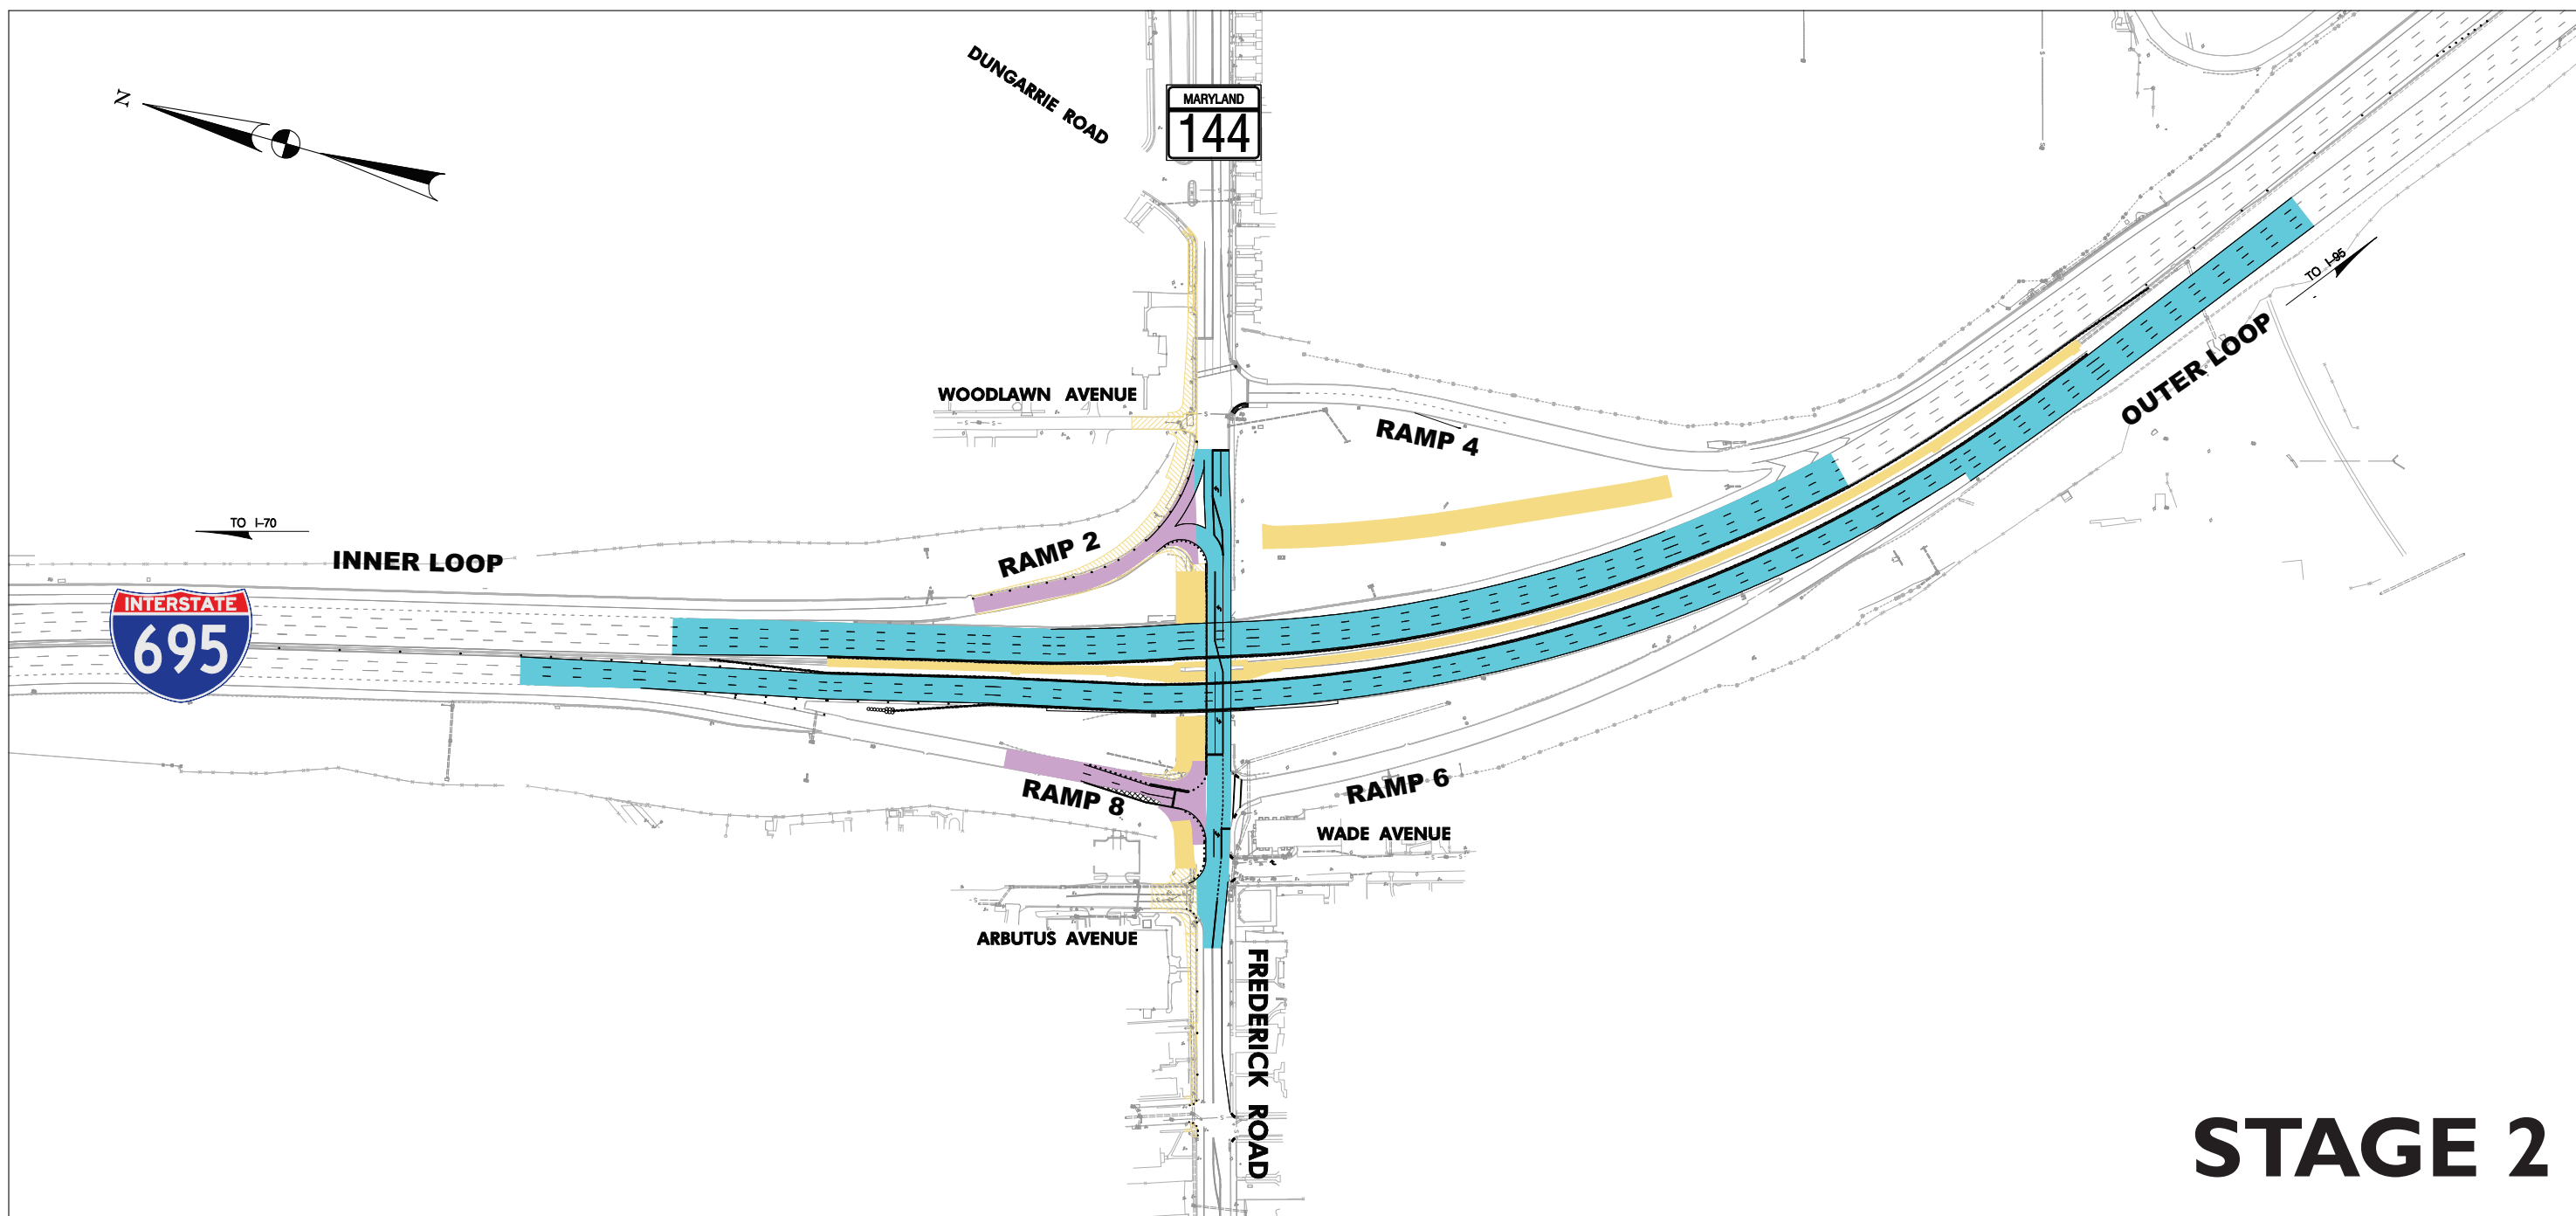 N
DUNGARRIE ROAD
MARYLAND
144
TO I-95
OUTER LOOP
WOODLAWN AVENUE
RAMP 4
TO I-70
INNER LOOP
RAMP 2
INTERSTATE
695
RAMP 8
RAMP 6
WADE AVENUE
ARBUTUS AVENUE
FREDERICK ROAD
STAGE 2